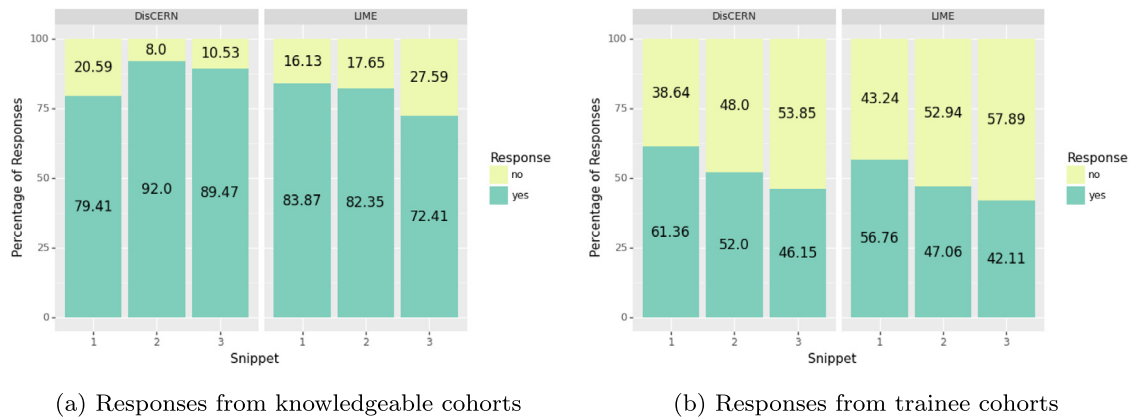 DisCERN
LIME
Percentage of Responses
100
75
50
25
0
20.59
8.0
10.53
16.13
17.65
27.59
79.41
92.0
89.47
83.87
82.35
72.41
1
2
3
1
2
3
Snippet
Response
no
yes
(a) Responses from knowledgeable cohorts
DisCERN
LIME
Percentage of Responses
100
75
50
25
0
38.64
48.0
53.85
43.24
52.94
57.89
61.36
52.0
46.15
56.76
47.06
42.11
1
2
3
1
2
3
Snippet
Response
no
yes
(b) Responses from trainee cohorts